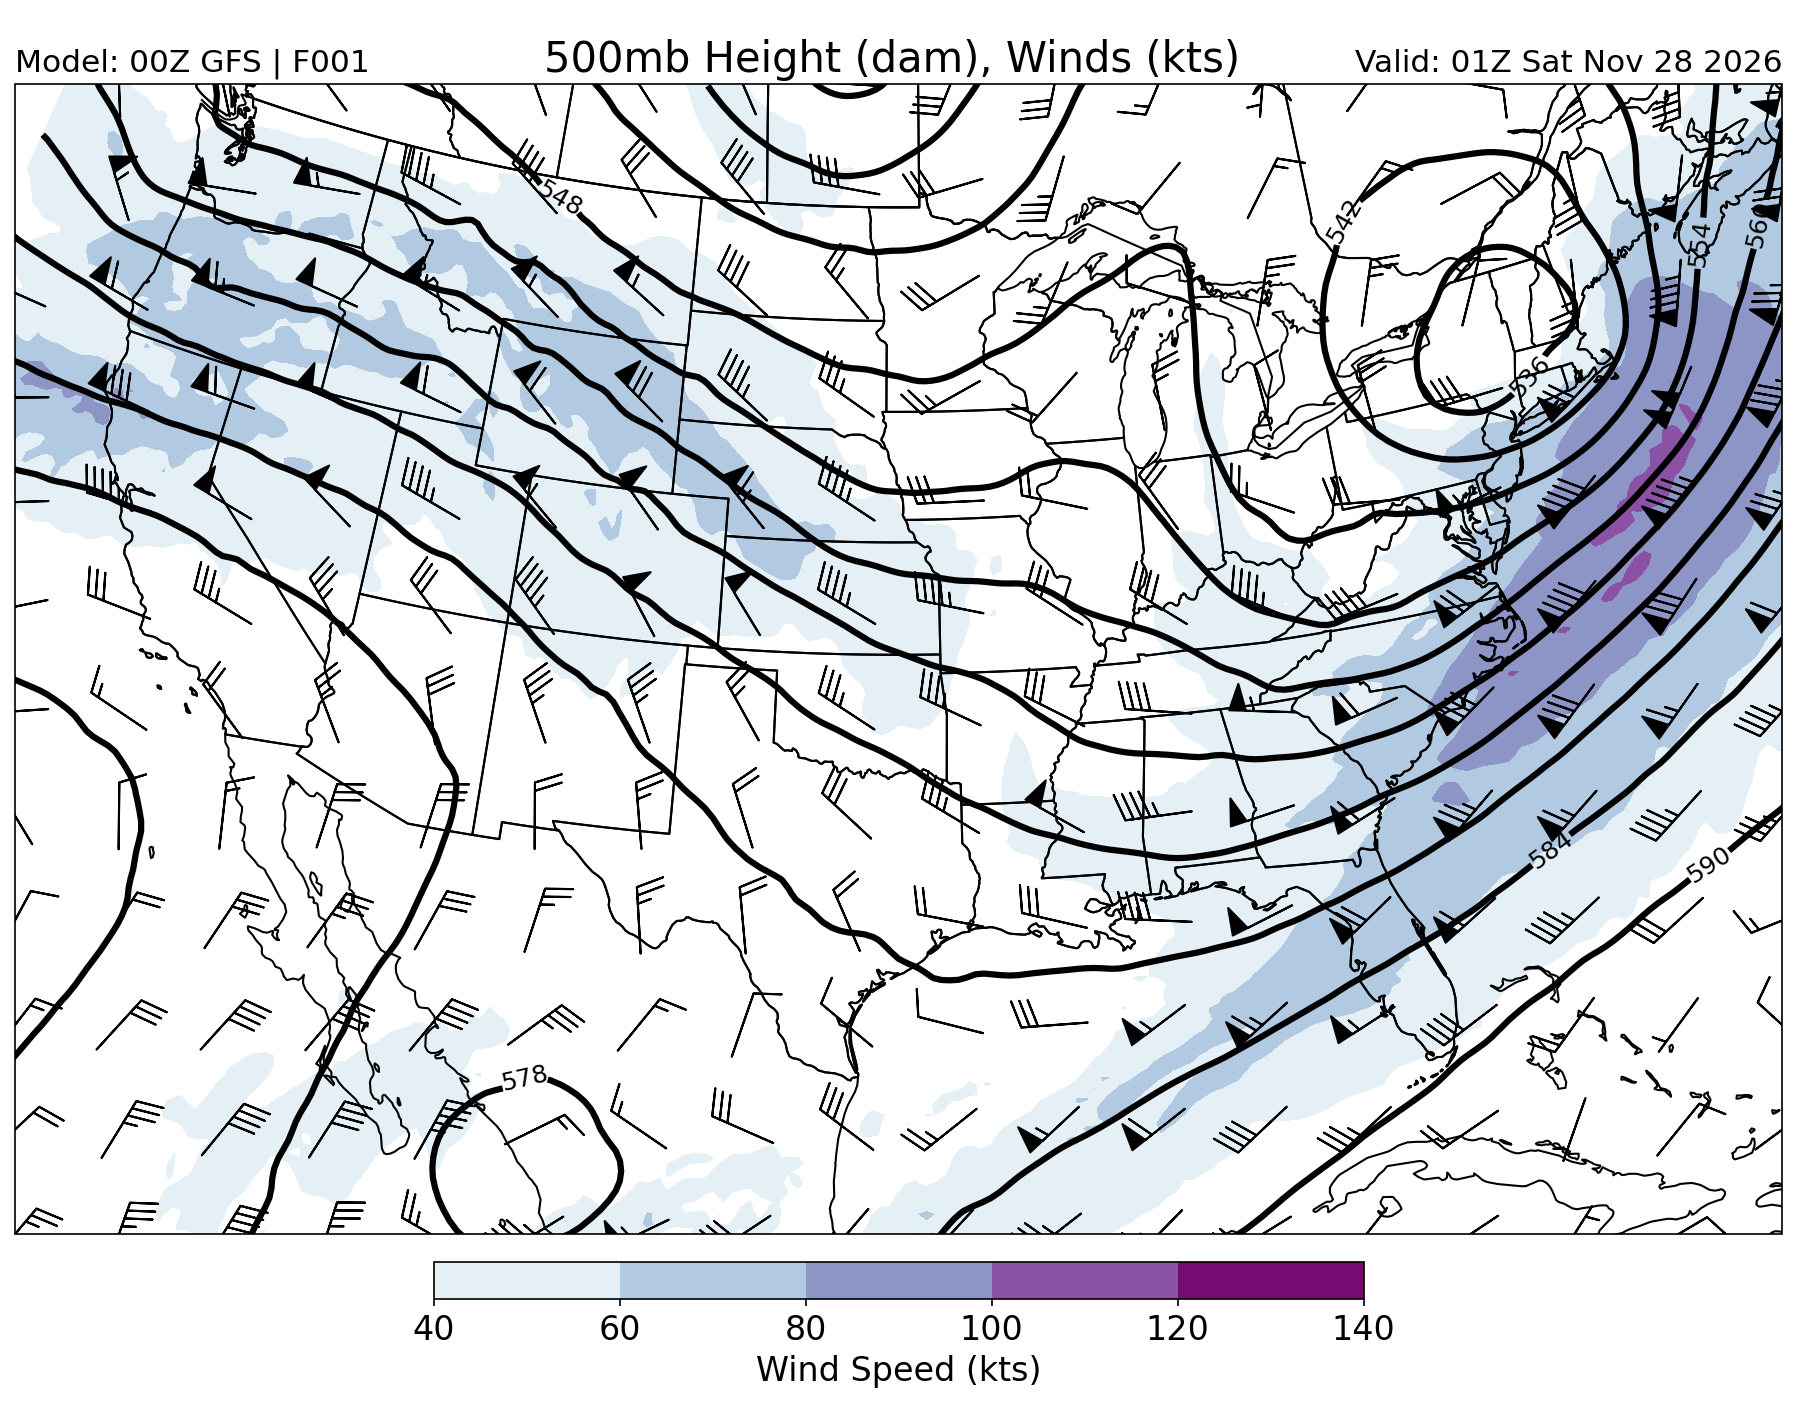 Model: 00Z GFS | F001
500mb Height (dam), Winds (kts)
Valid: 01Z Sat Nov 28 2026
548
542
554
560
536
584
590
578
40 60 80 100 120 140
Wind Speed (kts)